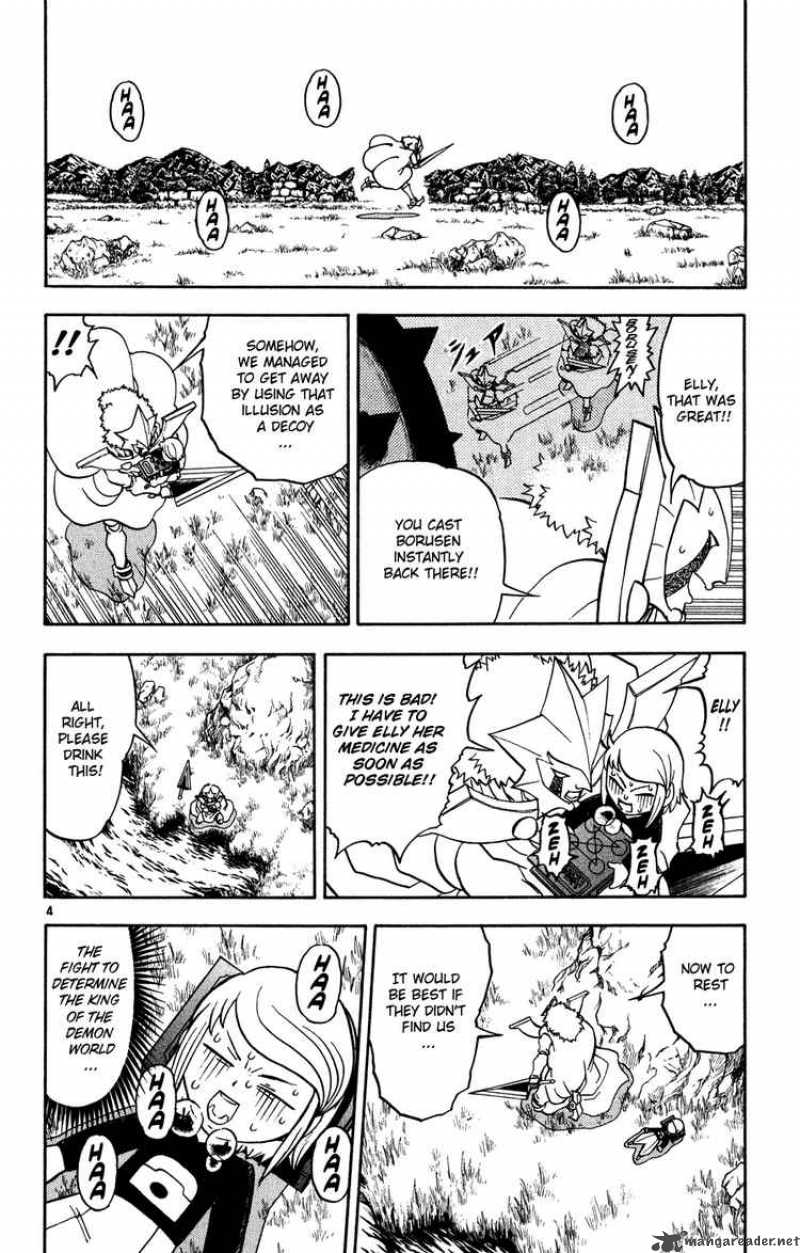 HAA
HAA
HAA
HAA
HAA
ELLY,
THAT WAS
GREAT!!
YOU CAST
BORUSEN
INSTANTLY
BACK THERE!!
SOMEHOW,
WE MANAGED
TO GET AWAY
BY USING THAT
ILLUSION AS
A DECOY
...
!!
ELLY
!!
THIS IS BAD!
I HAVE TO
GIVE ELLY HER
MEDICINE AS
SOON AS
POSSIBLE!!
ZEH
ZEH
ZEH
ALL
RIGHT,
PLEASE
DRINK
THIS!
4
NOW TO
REST
...
IT WOULD
BE BEST IF
THEY DIDN'T
FIND US
...
THE
FIGHT TO
DETERMINE
THE KING
OF THE
DEMON
WORLD
...
HAA
HAA
HAA
HAA
mangareader.net